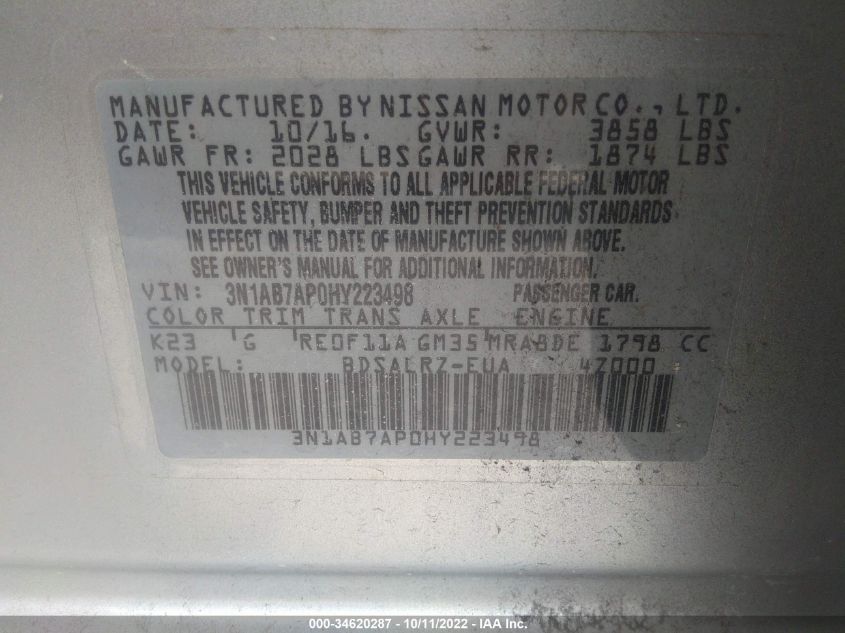 MANUFACTURED BY NISSAN MOTOR CO., LTD.
DATE: 10/16. GVWR: 3858 LBS
GAWR FR: 2028 LBS GAWR RR: 1874 LBS
THIS VEHICLE CONFORMS TO ALL APPLICABLE FEDERAL MOTOR
VEHICLE SAFETY, BUMPER AND THEFT PREVENTION STANDARDS
IN EFFECT ON THE DATE OF MANUFACTURE SHOWN ABOVE.
SEE OWNER'S MANUAL FOR ADDITIONAL INFORMATION.
VIN: 3N1AB7AP0HY223498 PASSENGER CAR.
COLOR TRIM TRANS AXLE ENGINE
K23 G RE0F11A GM35 MRA8DE 1798 CC
MODEL: BDSALRZ-EUA 4Z000
3N1AB7AP0HY223498
000-34620287 - 10/11/2022 - IAA Inc.